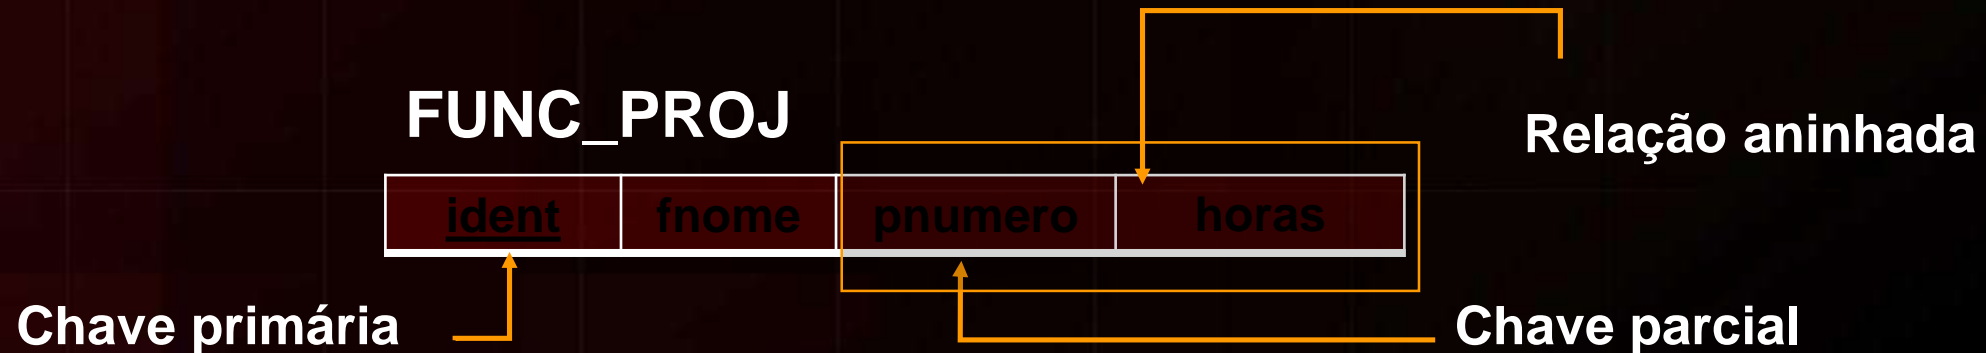 FUNC_PROJ
Relação aninhada
ident fnome pnumero horas
Chave primária
Chave parcial